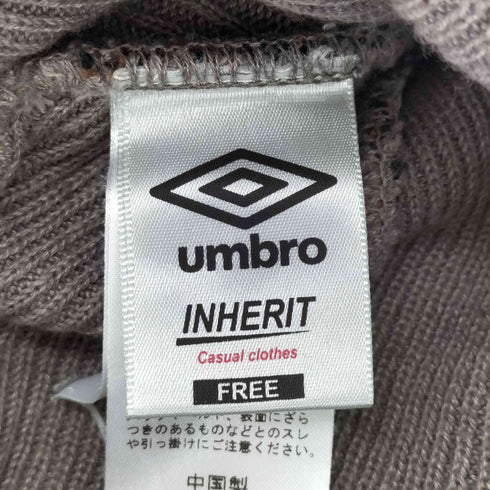 umbro
INHERIT
Casual clothes
FREE
表面にざら
つきのあるものなどとのスレ
や引っ掛けにご注意ください。
中国製